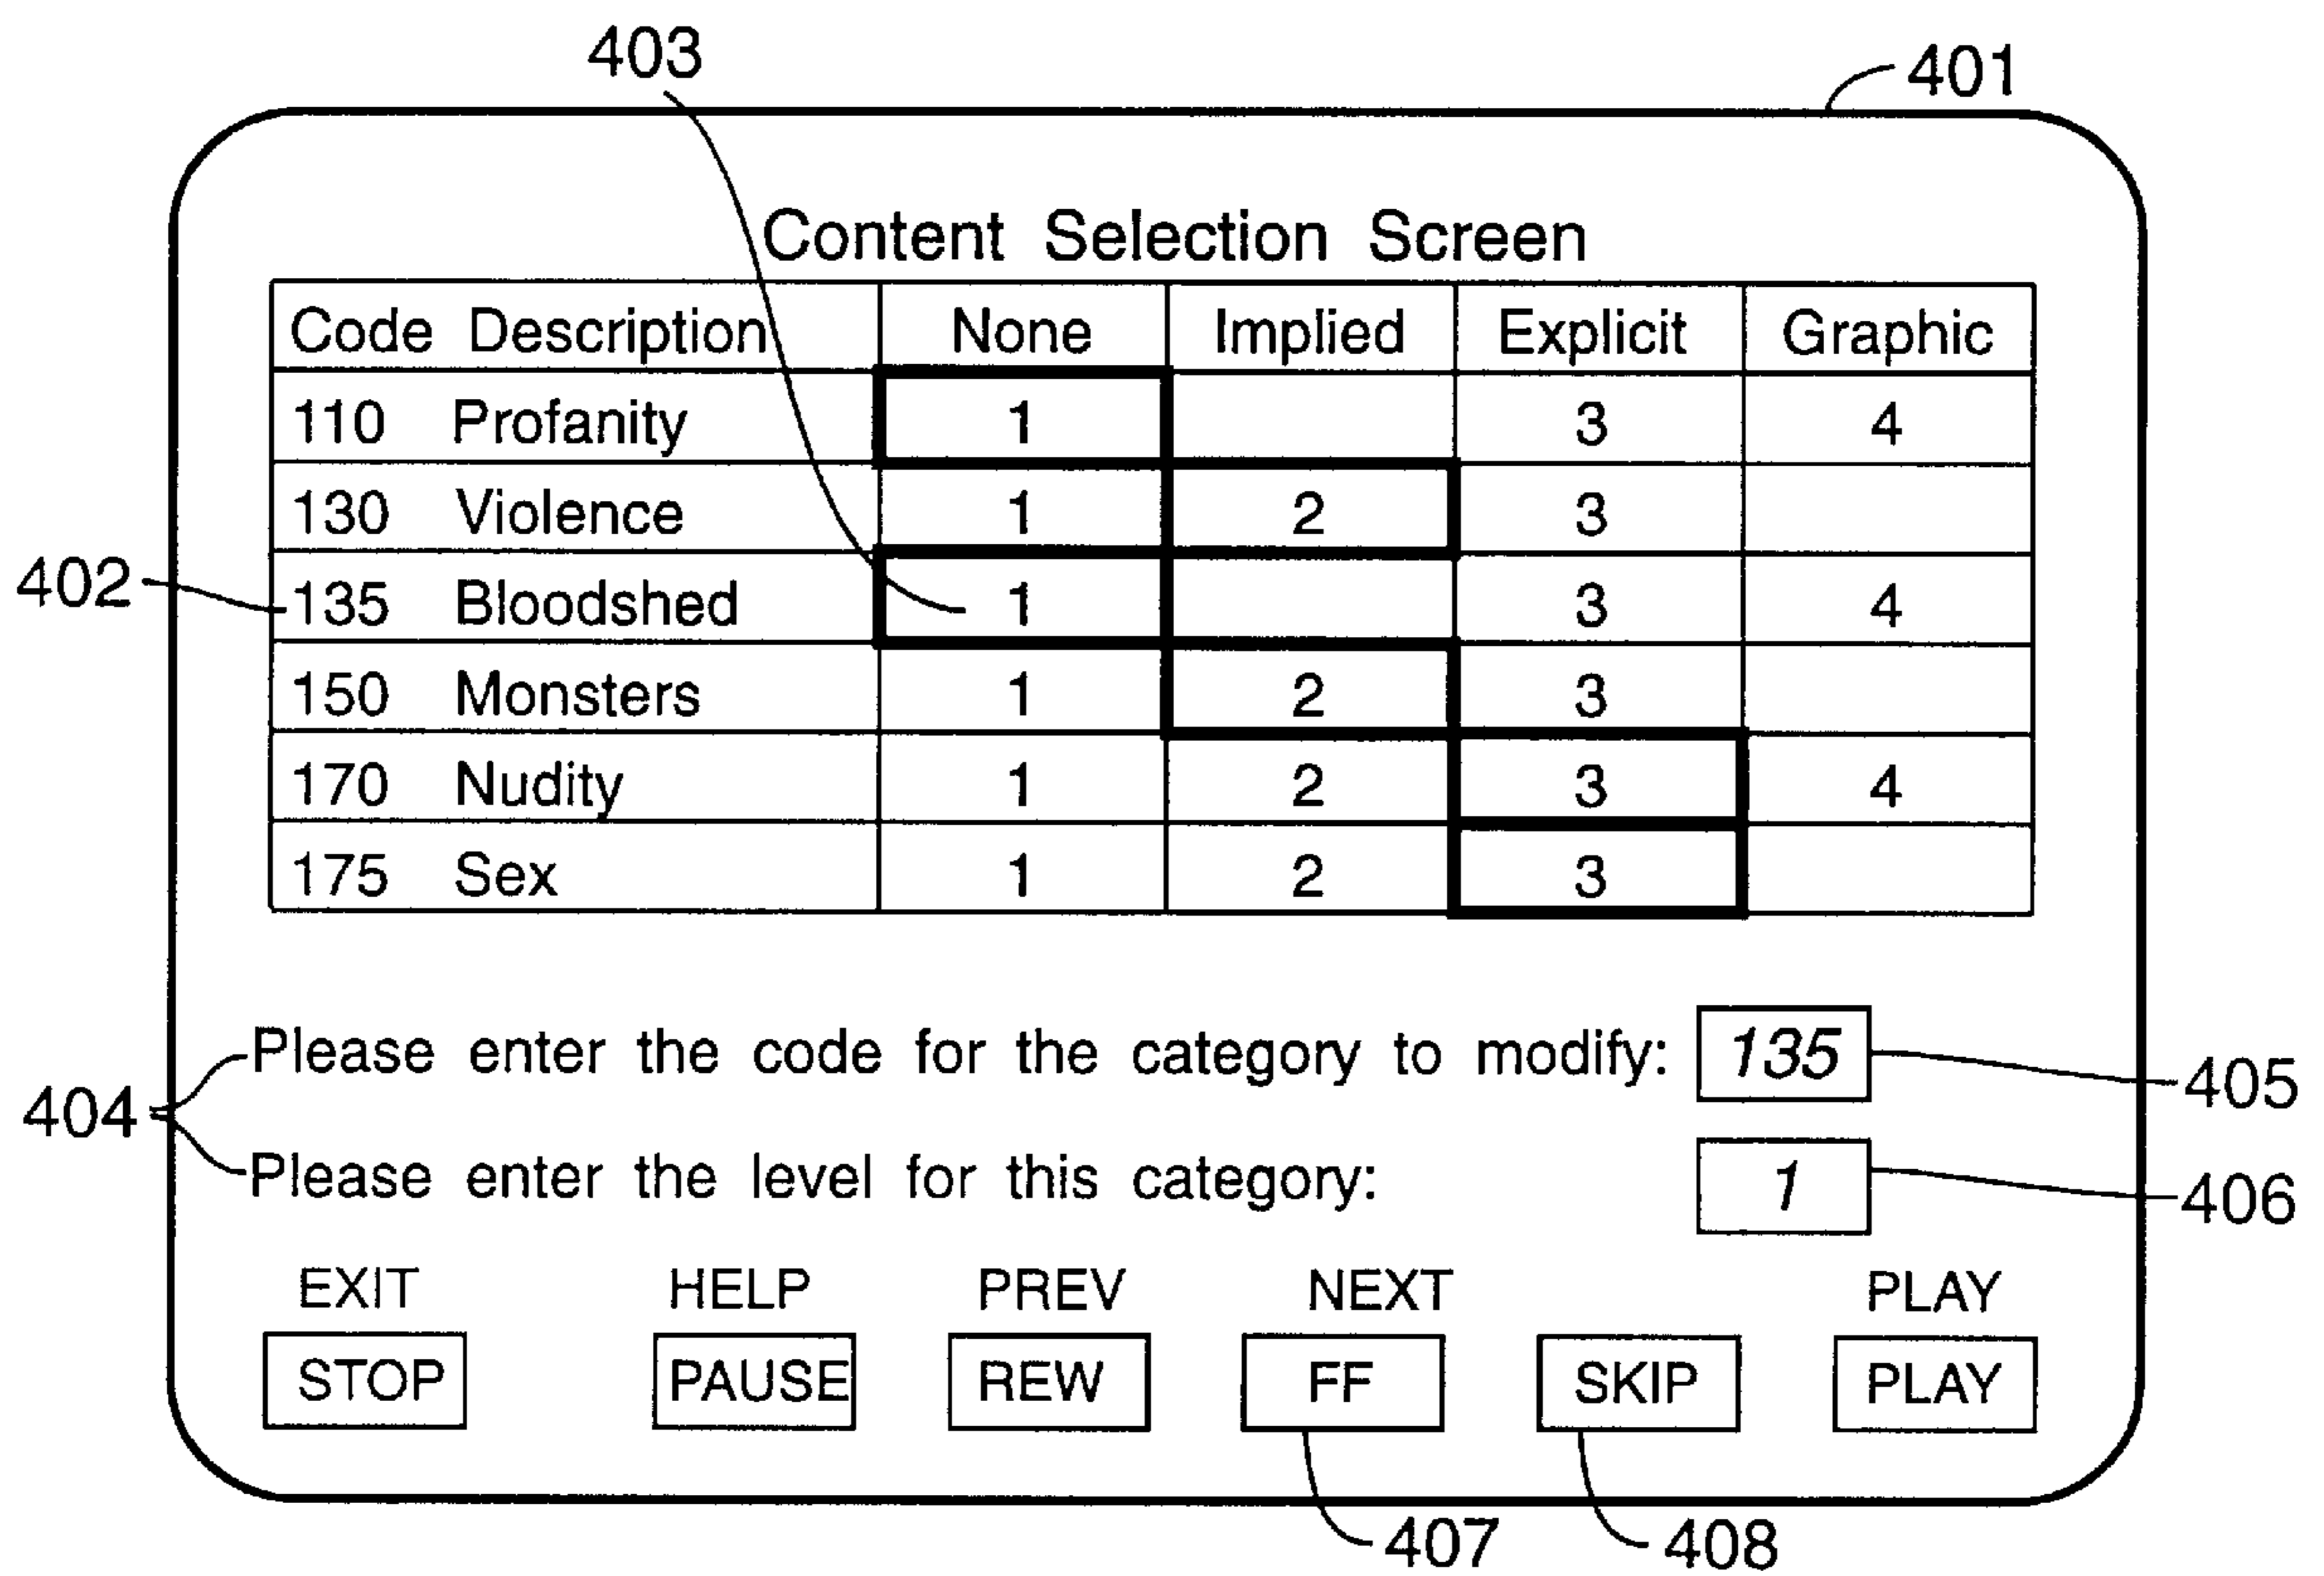 403
401
Content Selection Screen
Code Description None Implied Explicit Graphic
110 Profanity 1 3 4
130 Violence 1 2 3
402
135 Bloodshed 1 3 4
150 Monsters 1 2 3
170 Nudity 1 2 3 4
175 Sex 1 2 3
Please enter the code for the category to modify: 135
405
404
Please enter the level for this category: 1
406
EXIT HELP PREV NEXT PLAY
STOP PAUSE REW FF SKIP PLAY
407 408